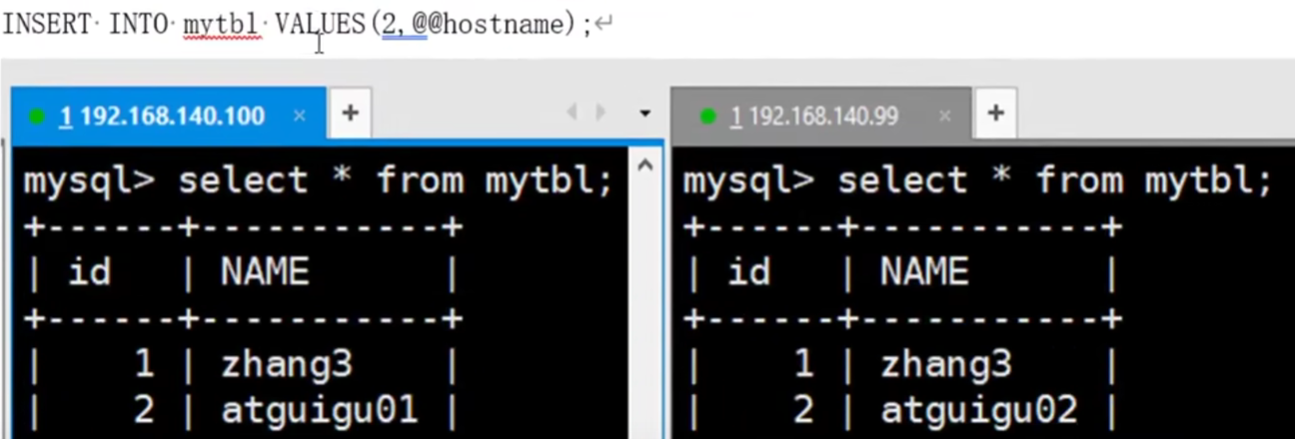 INSERT INTO mytbl VALUES(2,@@hostname);↵
1 192.168.140.100 × +
mysql> select * from mytbl;
+------+-----------+
| id   | NAME      |
+------+-----------+
|    1 | zhang3    |
|    2 | atguigu01 |
1 192.168.140.99 × +
mysql> select * from mytbl;
+------+-----------+
| id   | NAME      |
+------+-----------+
|    1 | zhang3    |
|    2 | atguigu02 |